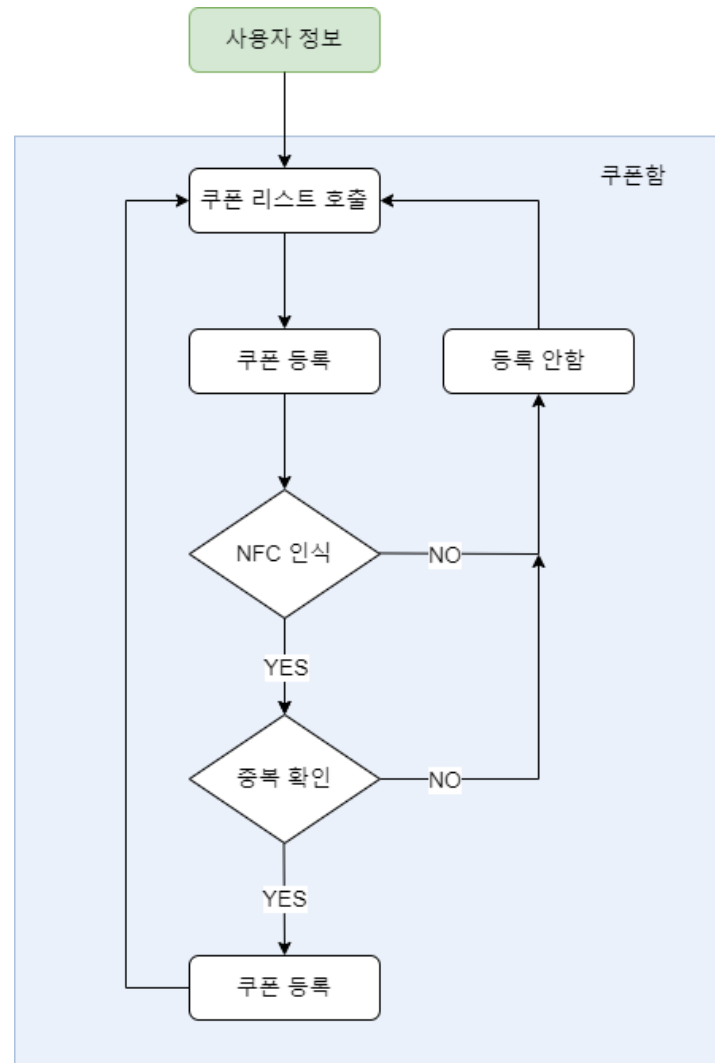 사용자 정보
쿠폰함
쿠폰 리스트 호출
쿠폰 등록
등록 안함
NFC 인식
NO
YES
중복 확인
NO
YES
쿠폰 등록